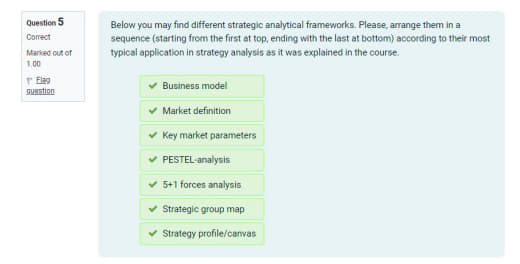 Question 5
Correct
Marked out of
1.00
Flag
question
Below you may find different strategic analytical frameworks. Please, arrange them in a
sequence (starting from the first at top, ending with the last at bottom) according to their most
typical application in strategy analysis as it was explained in the course.
Business model
Market definition
Key market parameters
PESTEL-analysis
5+1 forces analysis
Strategic group map
Strategy profile/canvas